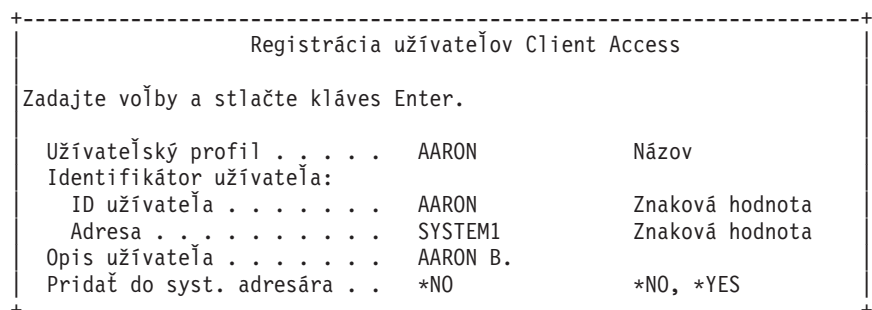 Registrácia užívateľov Client Access
Zadajte voľby a stlačte kláves Enter.
Užívateľský profil . . . . . AARON Názov
Identifikátor užívateľa:
ID užívateľa . . . . . . . AARON Znaková hodnota
Adresa . . . . . . . . . . SYSTEM1 Znaková hodnota
Opis užívateľa . . . . . . . AARON B.
Pridať do syst. adresára . . *NO *NO, *YES